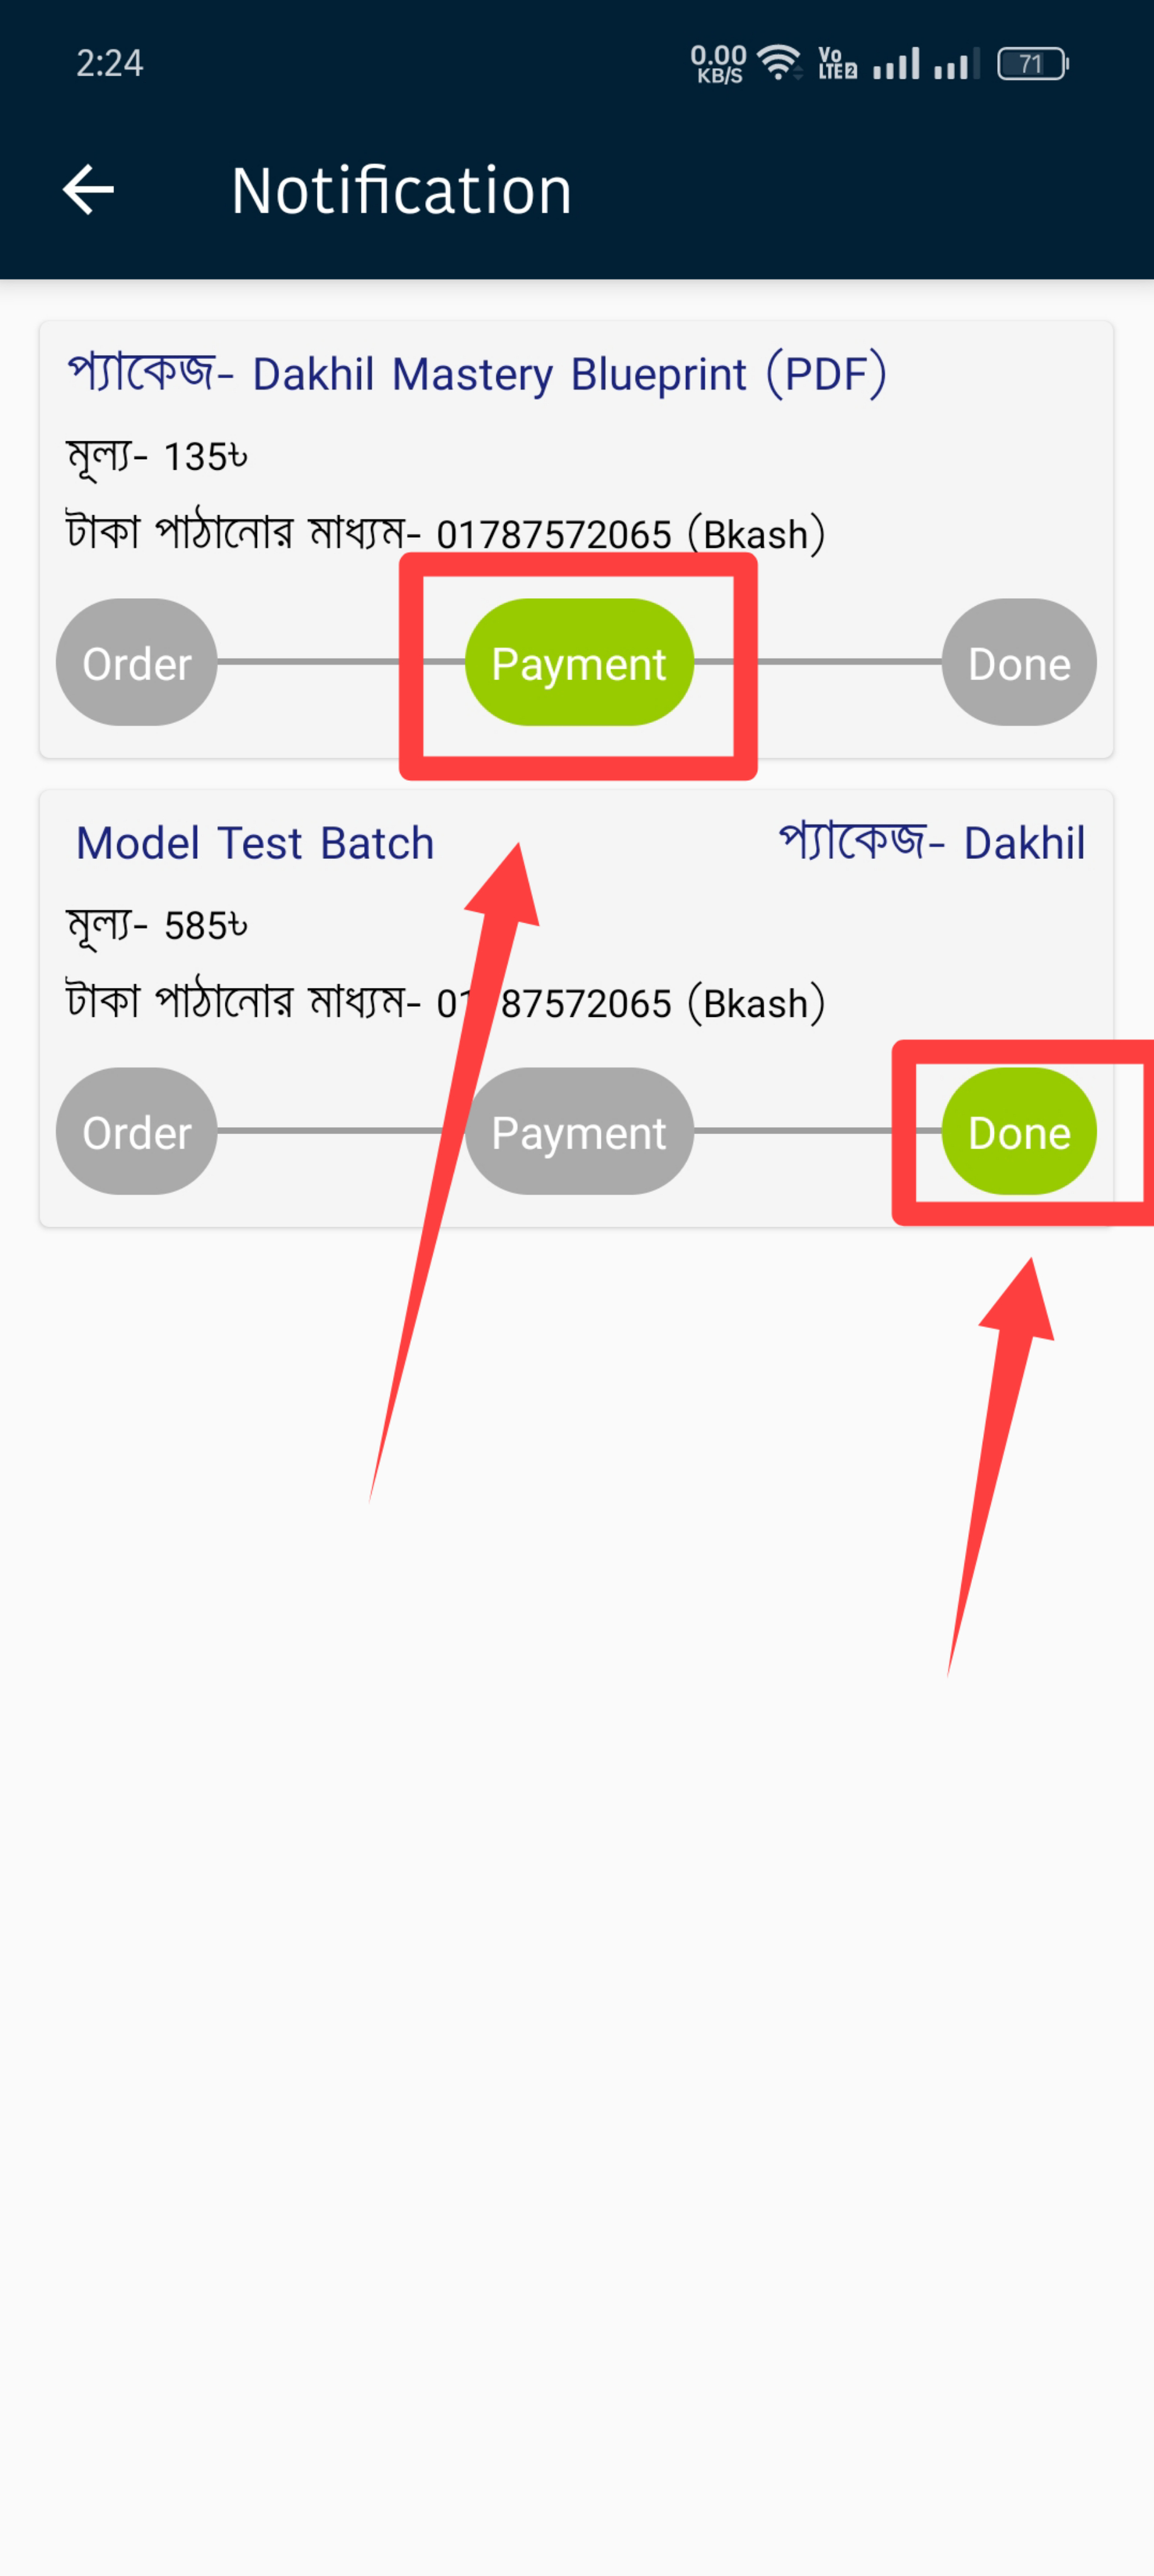 2:24 0.00 KB/S Vo LTE2 71
Notification
প্যাকেজ- Dakhil Mastery Blueprint (PDF)
মূল্য- 135৳
টাকা পাঠানোর মাধ্যম- 01787572065 (Bkash)
Order Payment Done
Model Test Batch প্যাকেজ- Dakhil
মূল্য- 585৳
টাকা পাঠানোর মাধ্যম- 01 87572065 (Bkash)
Order Payment Done